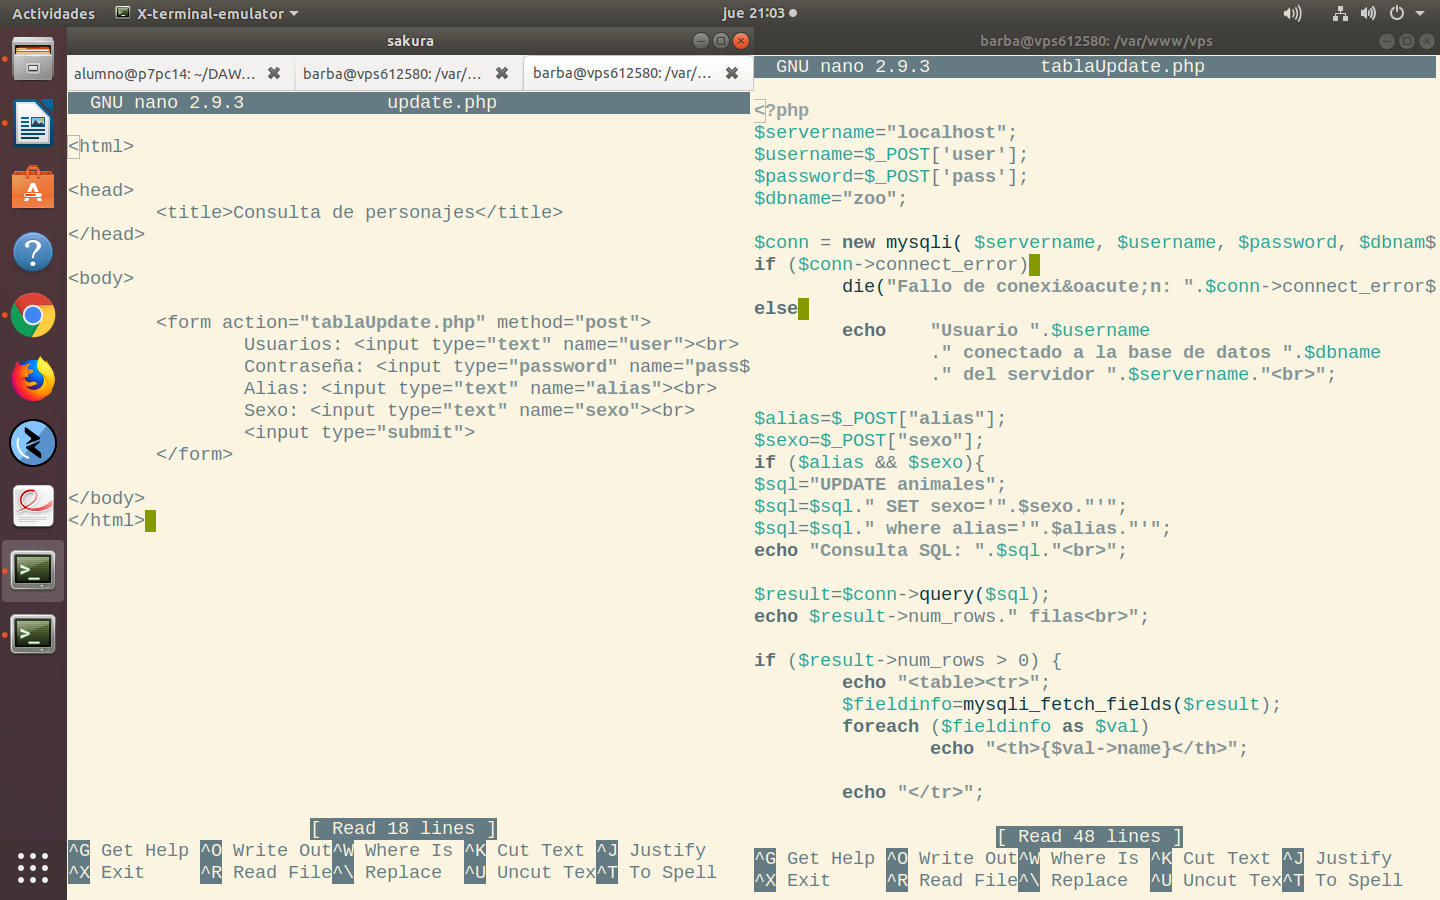 Actividades
X-terminal-emulator
jue 21:03
sakura
alumno@p7pc14: ~/DAW...
barba@vps612580: /var/...
barba@vps612580: /var/...
GNU nano 2.9.3 update.php
<html>
<head>
<title>Consulta de personajes</title>
</head>
<body>
<form action="tablaUpdate.php" method="post">
Usuarios: <input type="text" name="user"><br>
Contraseña: <input type="password" name="pass$
Alias: <input type="text" name="alias"><br>
Sexo: <input type="text" name="sexo"><br>
<input type="submit">
</form>
</body>
</html>
[ Read 18 lines ]
^G Get Help ^O Write Out^W Where Is ^K Cut Text ^J Justify
^X Exit ^R Read File^\ Replace ^U Uncut Tex^T To Spell
barba@vps612580: /var/www/vps
GNU nano 2.9.3 tablaUpdate.php
<?php
$servername="localhost";
$username=$_POST['user'];
$password=$_POST['pass'];
$dbname="zoo";
$conn = new mysqli( $servername, $username, $password, $dbnam$
if ($conn->connect_error)
die("Fallo de conexi&oacute;n: ".$conn->connect_error$
else
echo "Usuario ".$username
." conectado a la base de datos ".$dbname
." del servidor ".$servername."<br>";
$alias=$_POST["alias"];
$sexo=$_POST["sexo"];
if ($alias && $sexo){
$sql="UPDATE animales";
$sql=$sql." SET sexo='".$sexo."'";
$sql=$sql." where alias='".$alias."'";
echo "Consulta SQL: ".$sql."<br>";
$result=$conn->query($sql);
echo $result->num_rows." filas<br>";
if ($result->num_rows > 0) {
echo "<table><tr>";
$fieldinfo=mysqli_fetch_fields($result);
foreach ($fieldinfo as $val)
echo "<th>{$val->name}</th>";
echo "</tr>";
[ Read 48 lines ]
^G Get Help ^O Write Out^W Where Is ^K Cut Text ^J Justify
^X Exit ^R Read File^\ Replace ^U Uncut Tex^T To Spell